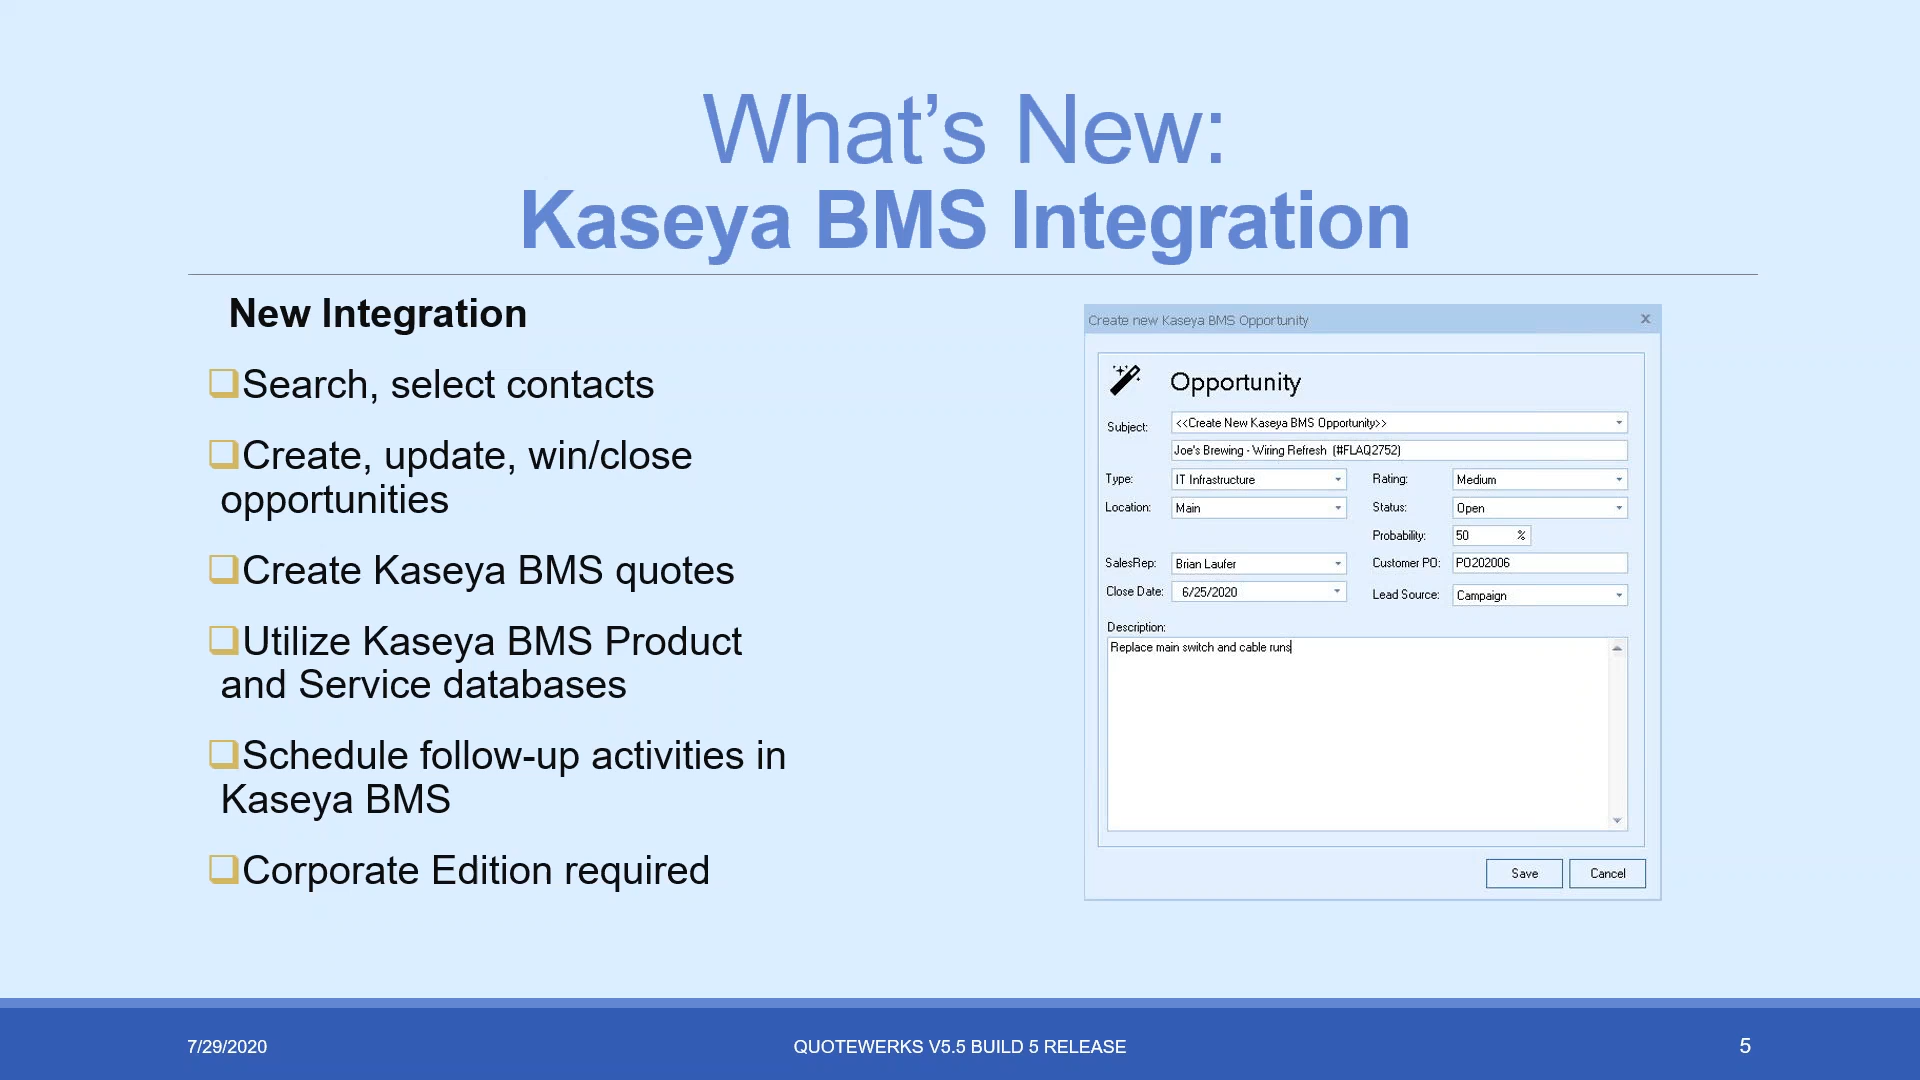 What’s New:
Kaseya BMS Integration
New Integration
Search, select contacts
Create, update, win/close
opportunities
Create Kaseya BMS quotes
Utilize Kaseya BMS Product
and Service databases
Schedule follow-up activities in
Kaseya BMS
Corporate Edition required
Create new Kaseya BMS Opportunity
x
Opportunity
Subject: <<Create New Kaseya BMS Opportunity>>
Joe's Brewing - Wiring Refresh (#FLAQ2752)
Type: IT Infrastructure Rating: Medium
Location: Main Status: Open
Probability: 50 %
SalesRep: Brian Laufer Customer PO: PO202006
Close Date: 6/25/2020 Lead Source: Campaign
Description:
Replace main switch and cable runs
Save Cancel
7/29/2020 QUOTEWERKS V5.5 BUILD 5 RELEASE 5